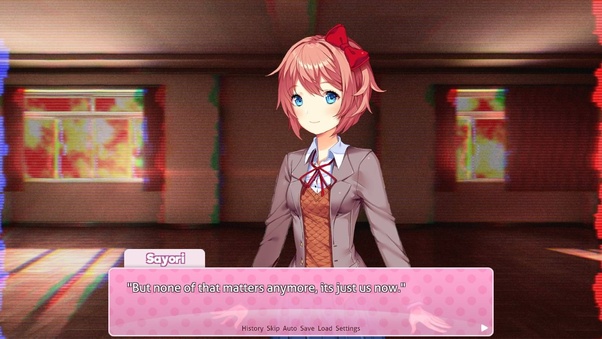 Sayori
"But none of that matters anymore, its just us now."
History Skip Auto Save Load Settings